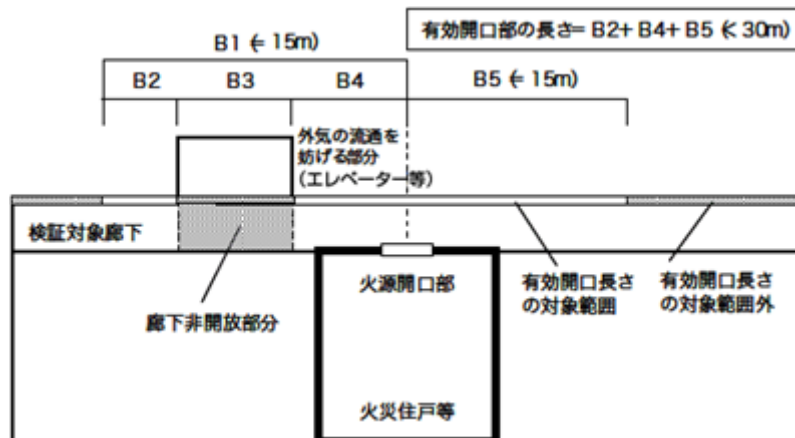 B1 (= 15m)
有効開口部の長さ= B2+ B4+ B5 (< 30m)
B2
B3
B4
B5 (= 15m)
外気の流通を
妨げる部分
(エレベーター等)
検証対象廊下
火源開口部
有効開口長さ
の対象範囲
有効開口長さ
の対象範囲外
廊下非開放部分
火災住戸等